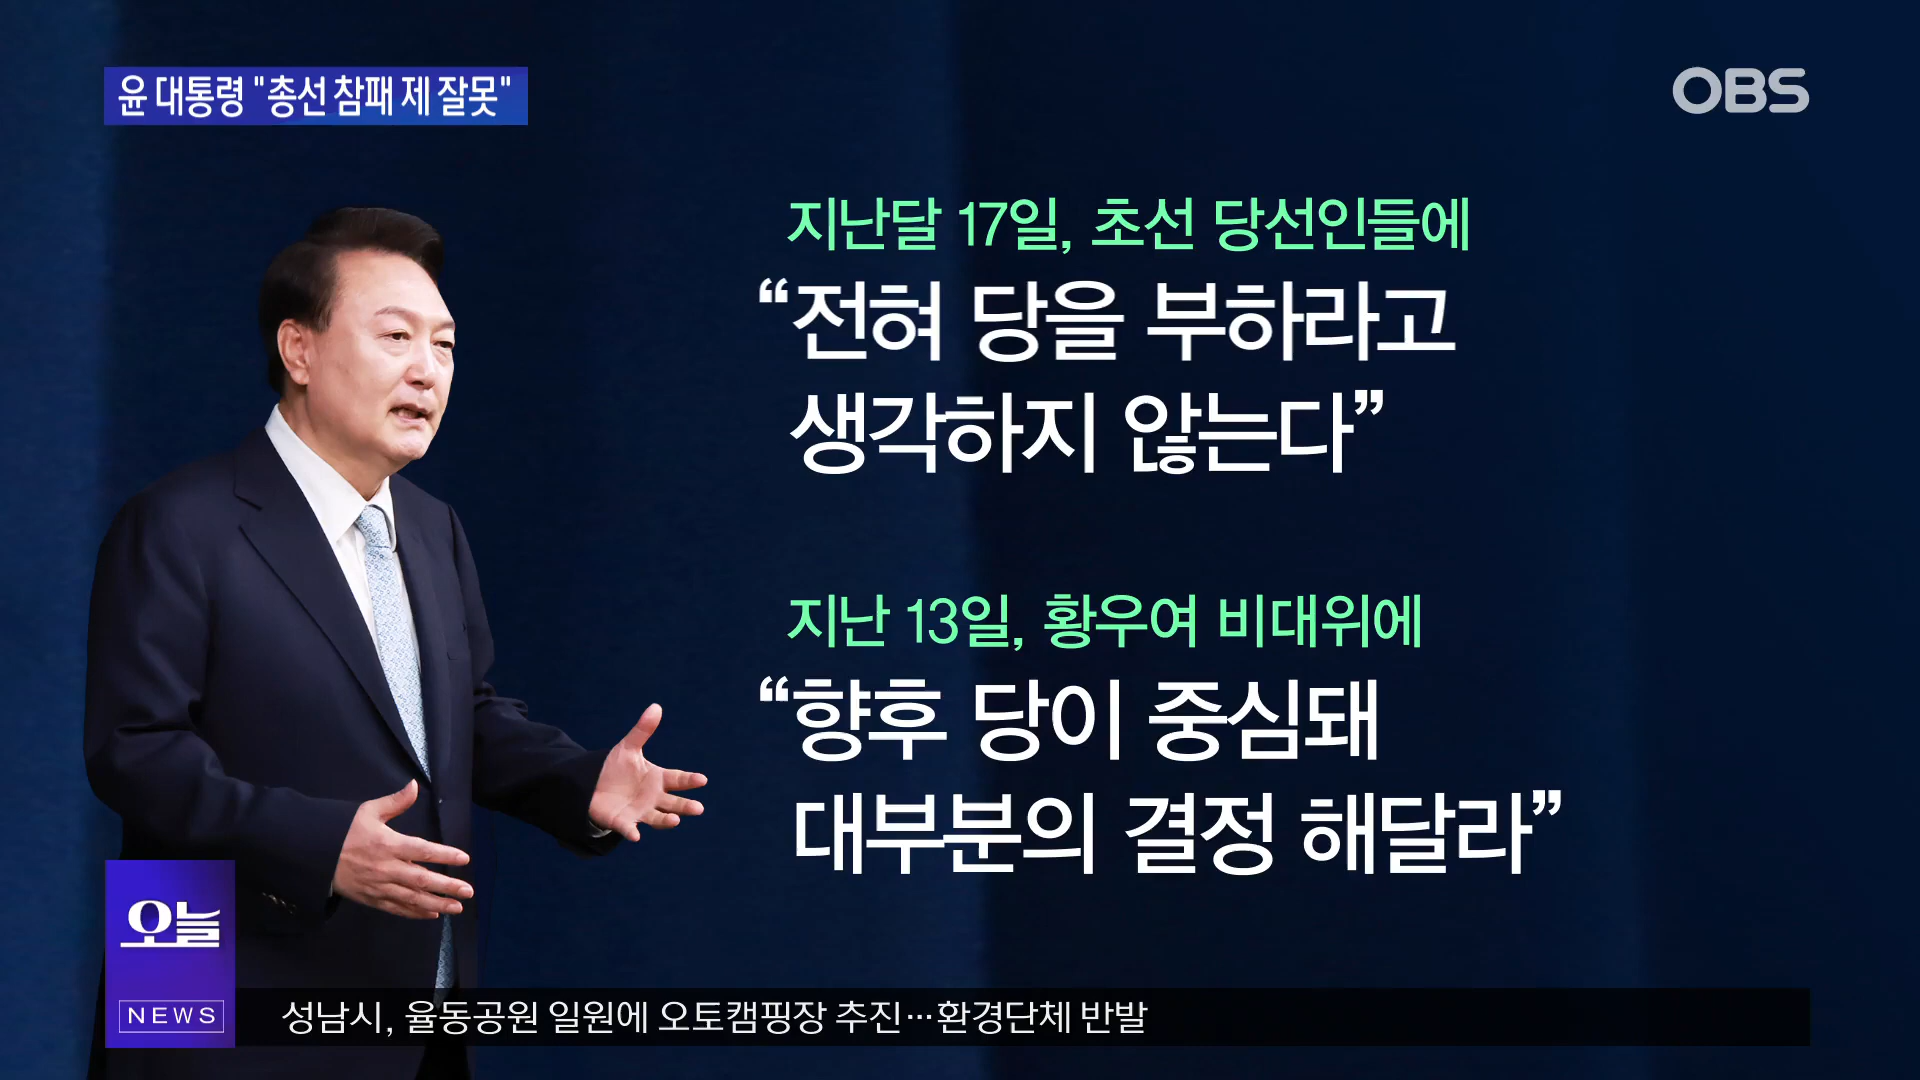 윤 대통령 "총선 참패 제 잘못"
OBS
지난달 17일, 초선 당선인들에
“전혀 당을 부하라고
생각하지 않는다”
지난 13일, 황우여 비대위에
“향후 당이 중심돼
대부분의 결정 해달라”
오늘
NEWS
성남시, 율동공원 일원에 오토캠핑장 추진…환경단체 반발